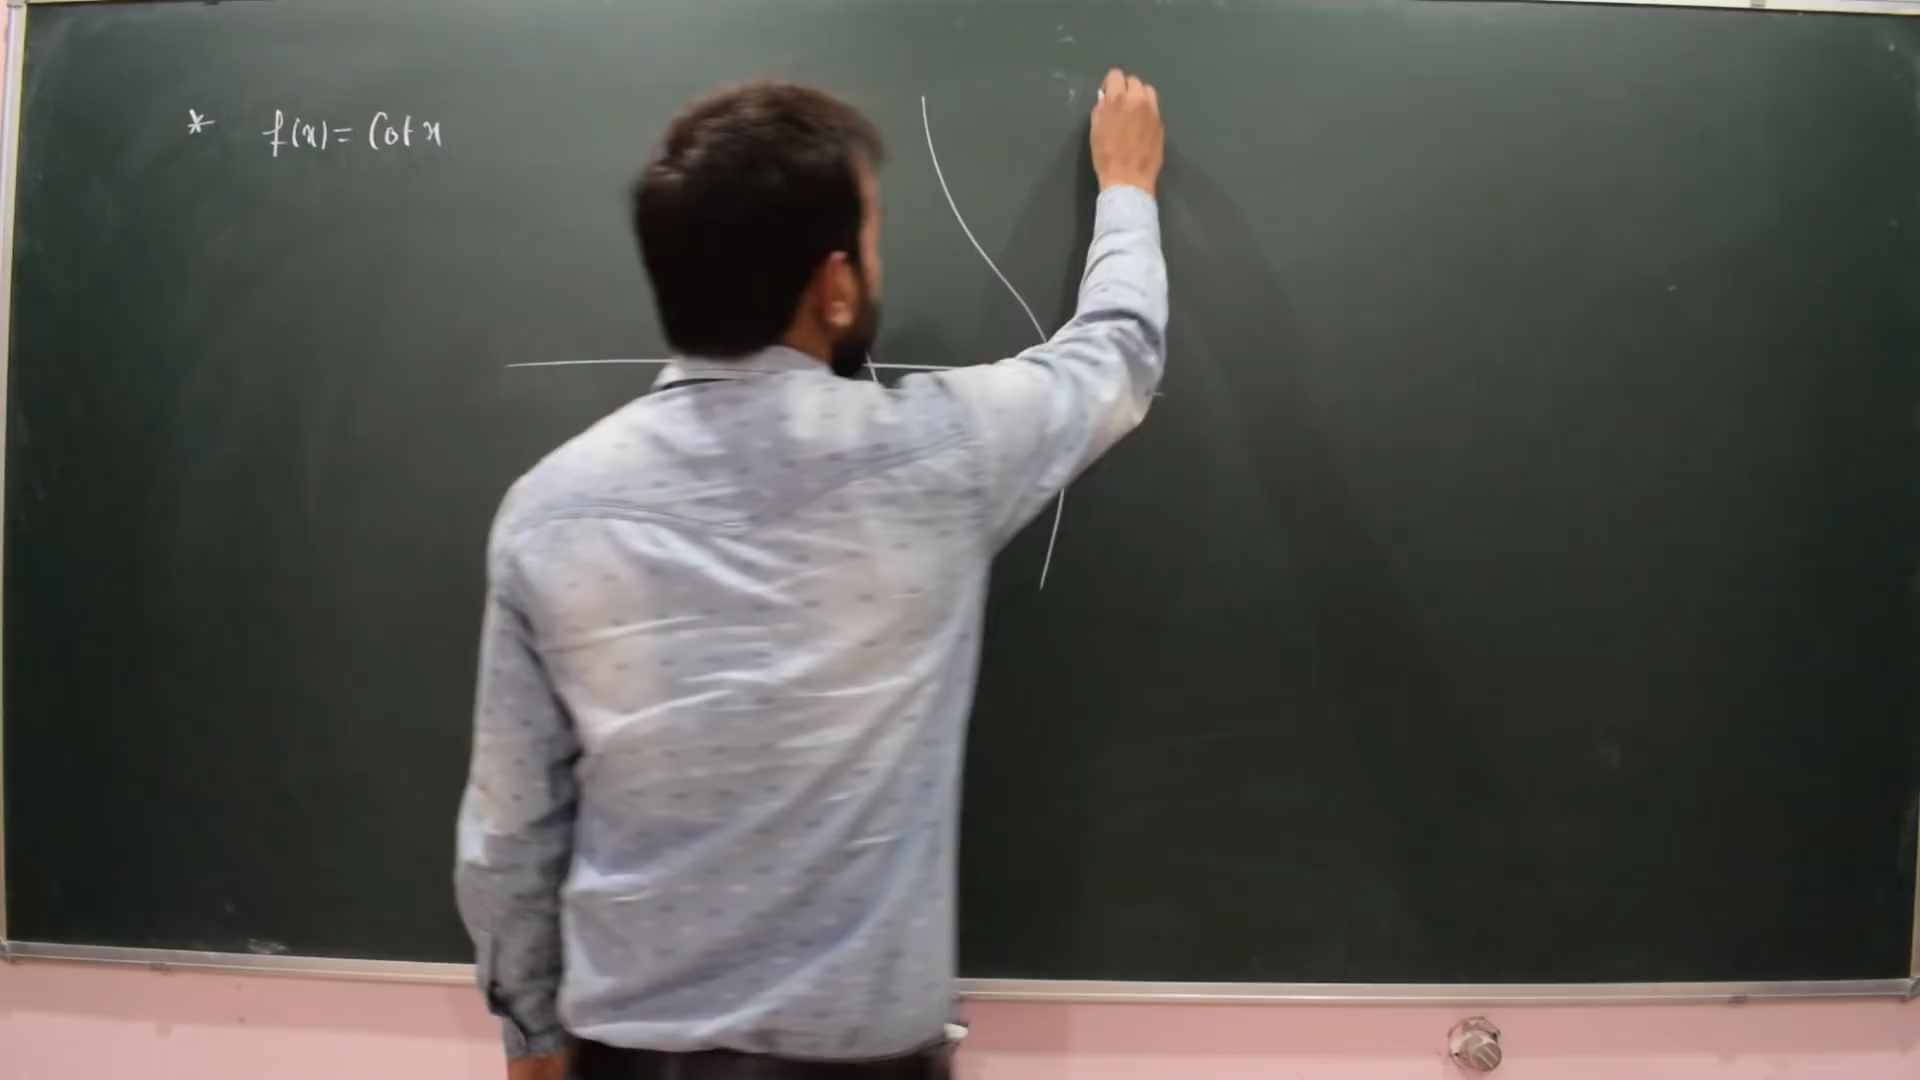 * f(x) = Cot x